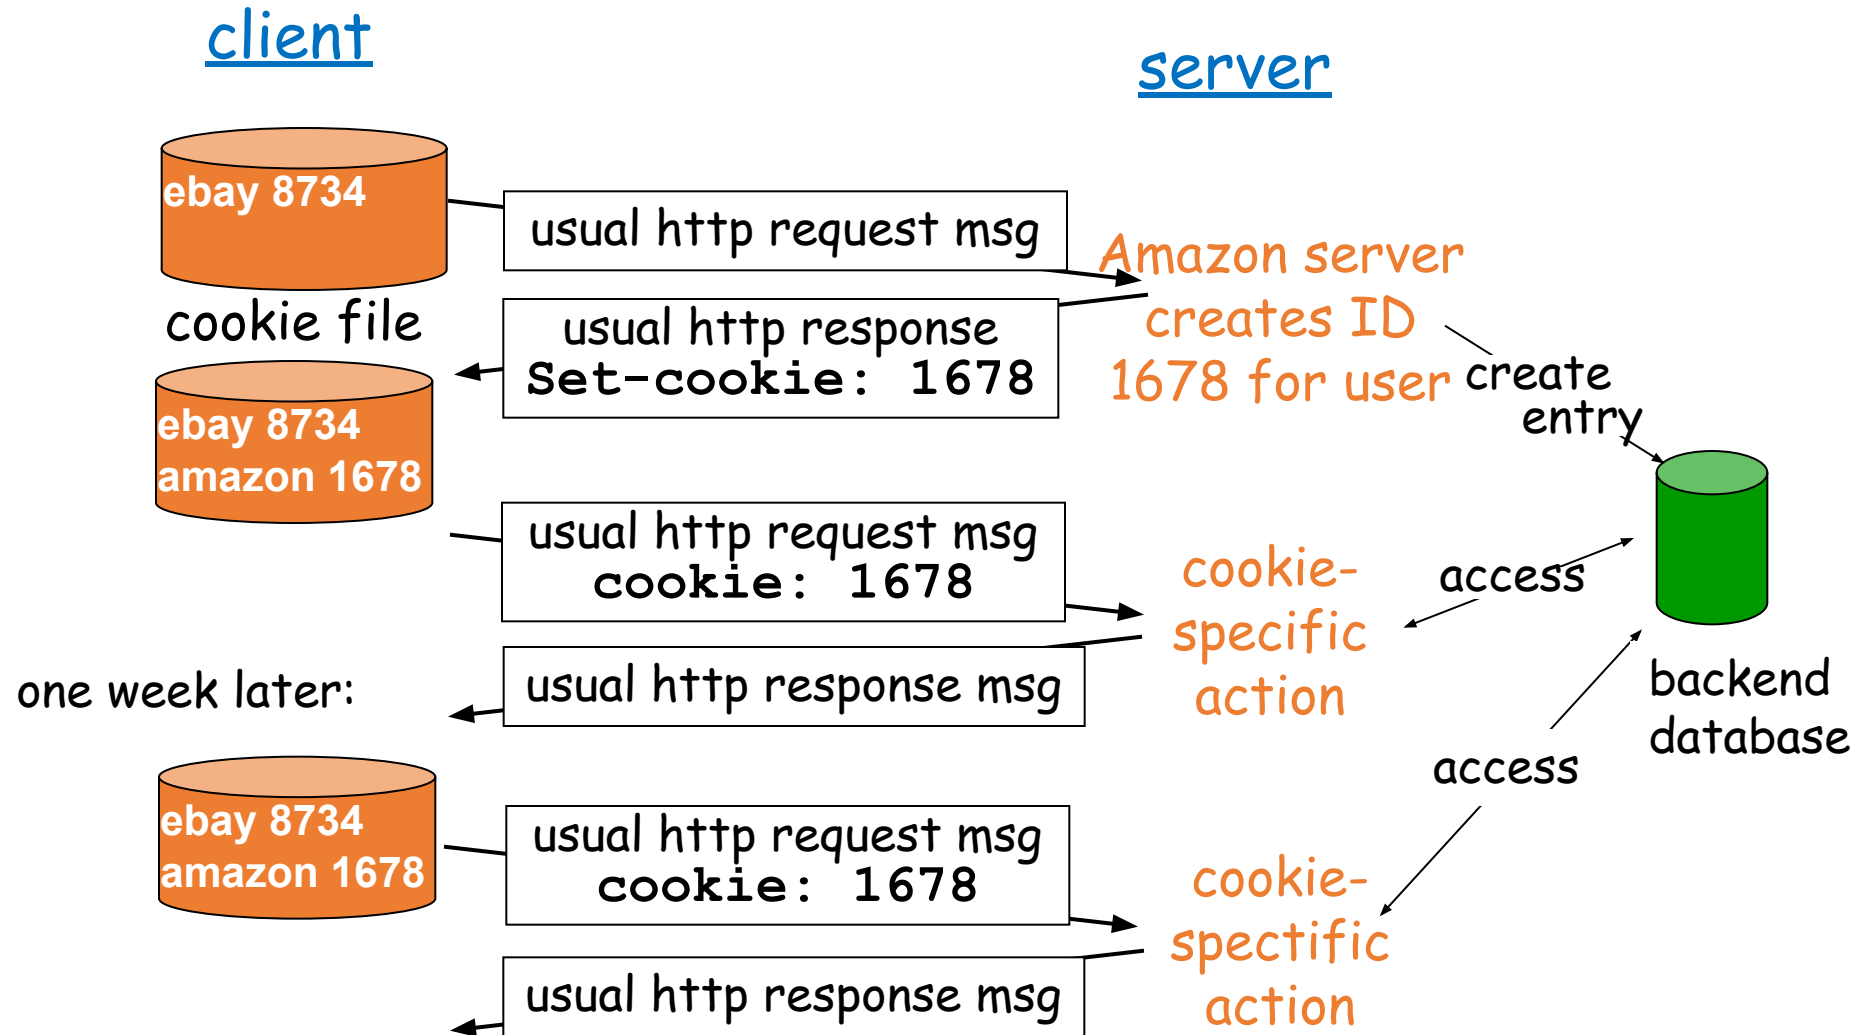 client
server
ebay 8734
usual http request msg
Amazon server
creates ID
1678 for user
cookie file
usual http response
Set-cookie: 1678
create
entry
ebay 8734
amazon 1678
usual http request msg
cookie: 1678
cookie-
specific
action
access
usual http response msg
one week later:
backend
database
access
ebay 8734
amazon 1678
usual http request msg
cookie: 1678
cookie-
spectific
action
usual http response msg